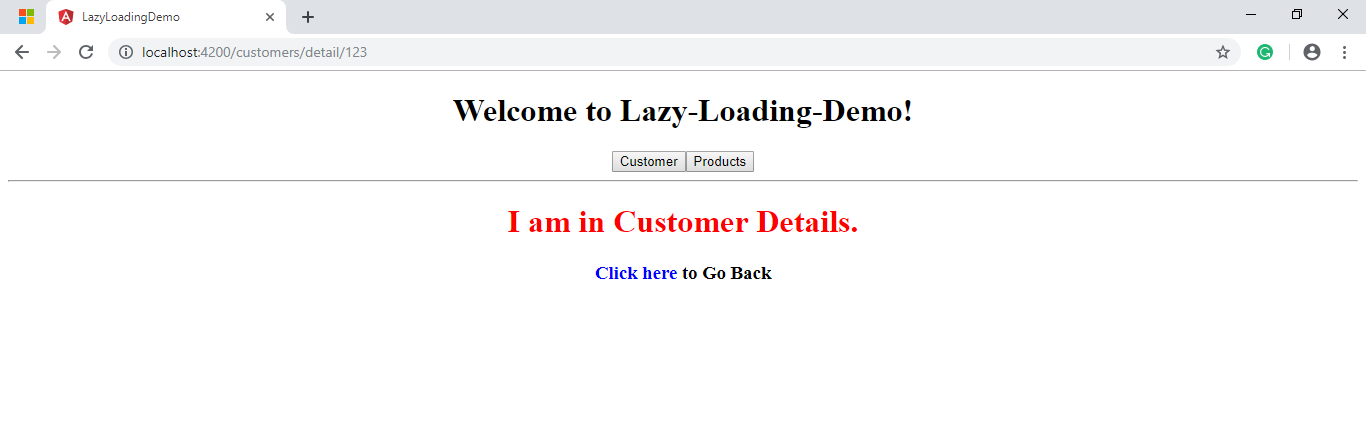 LazyLoadingDemo
localhost:4200/customers/detail/123
Welcome to Lazy-Loading-Demo!
Customer Products
I am in Customer Details.
Click here to Go Back